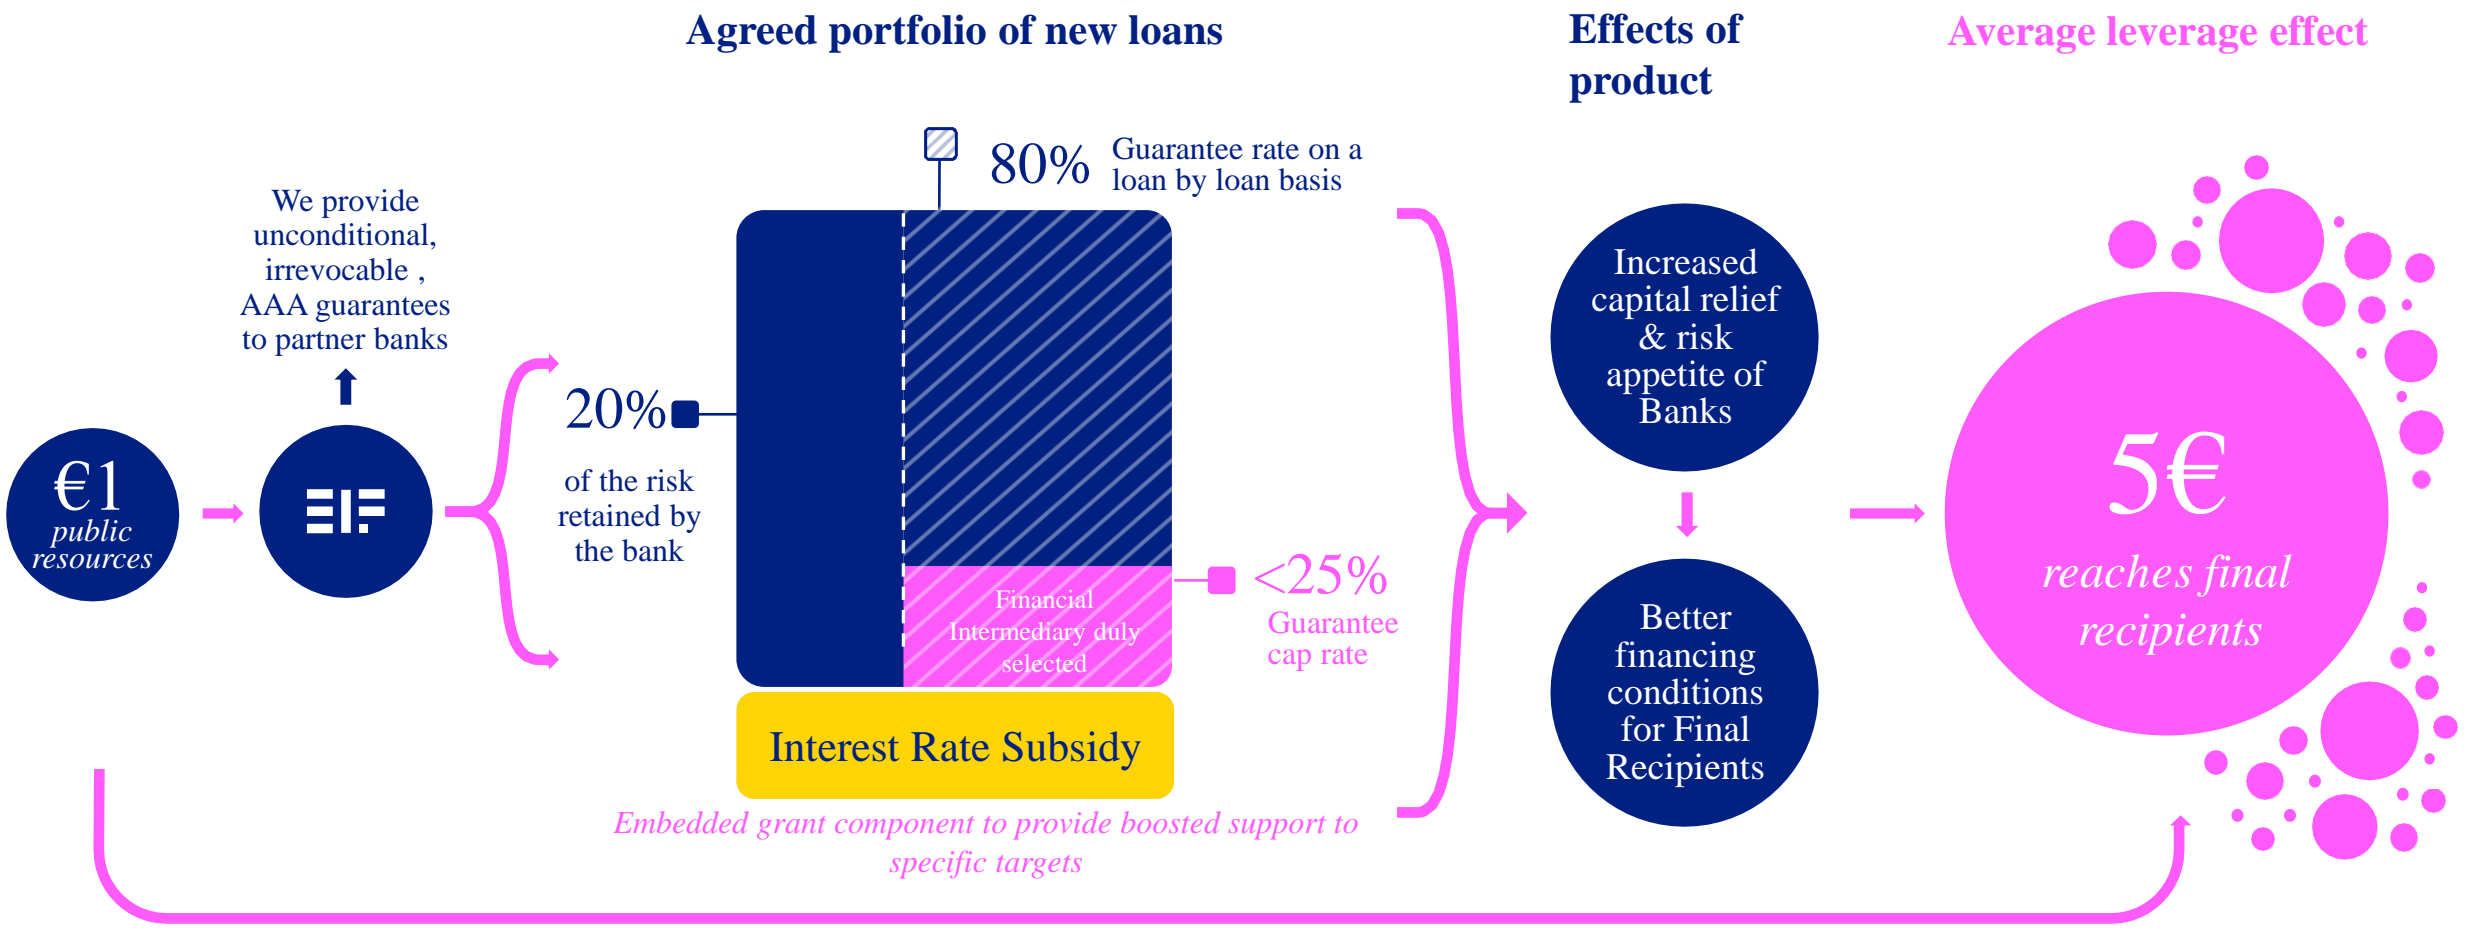 Agreed portfolio of new loans
Effects of
product
Average leverage effect
80%
Guarantee rate on a
loan by loan basis
We provide
unconditional,
irrevocable ,
AAA guarantees
to partner banks
€1
public
resources
EIF
20%
of the risk
retained by
the bank
Financial
Intermediary duly
selected
<25%
Guarantee
cap rate
Interest Rate Subsidy
Embedded grant component to provide boosted support to
specific targets
Increased
capital relief
& risk
appetite of
Banks
Better
financing
conditions
for Final
Recipients
5€
reaches final
recipients